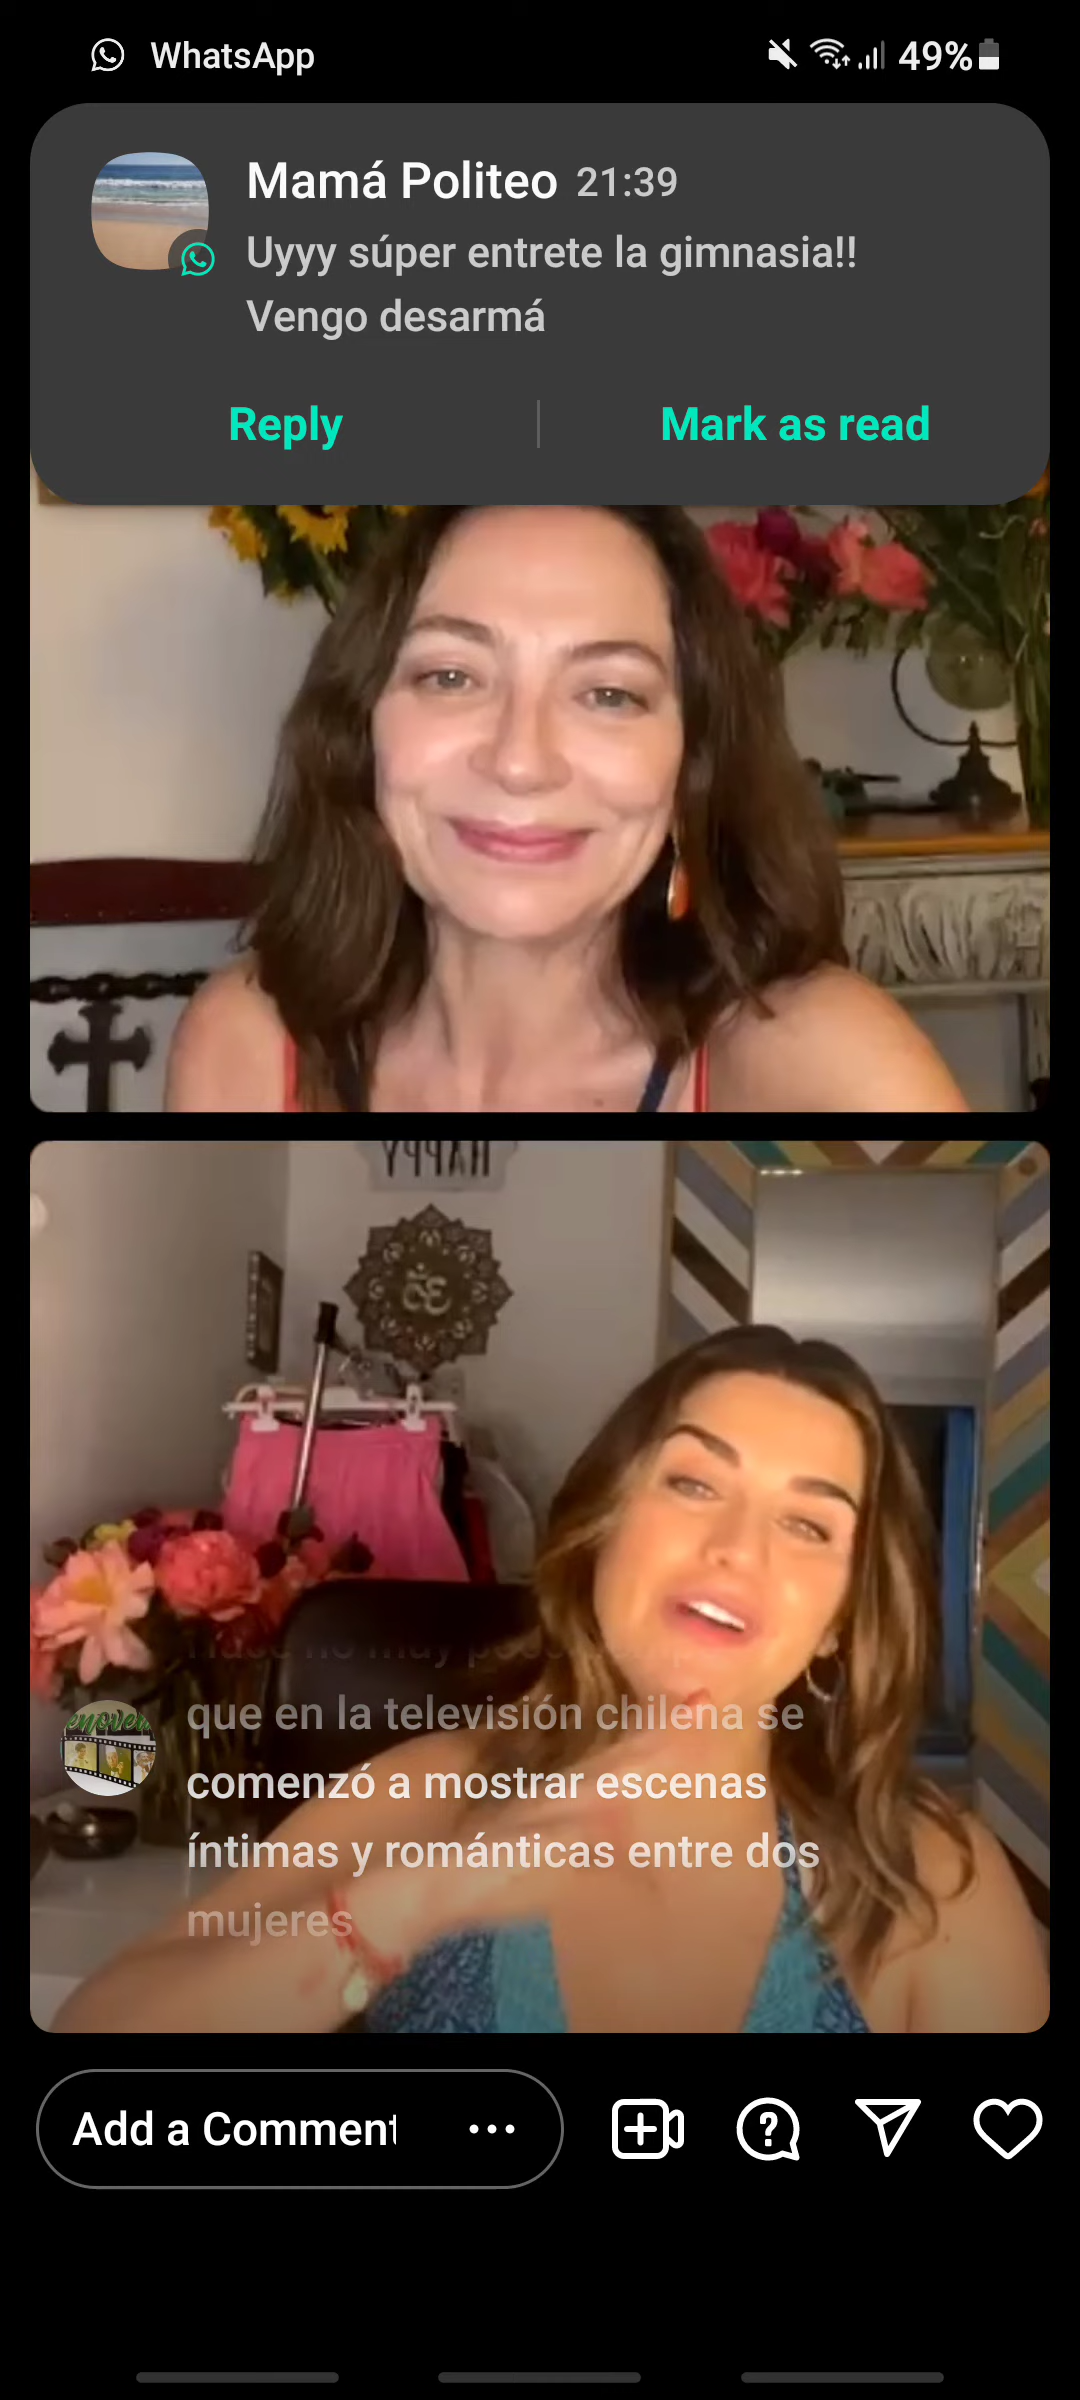 WhatsApp
49%
Mamá Politeo 21:39
Uyyy súper entrete la gimnasia!!
Vengo desarmá
Reply
Mark as read
HAPPY
que en la televisión chilena se
comenzó a mostrar escenas
íntimas y románticas entre dos
mujeres
Add a Comment